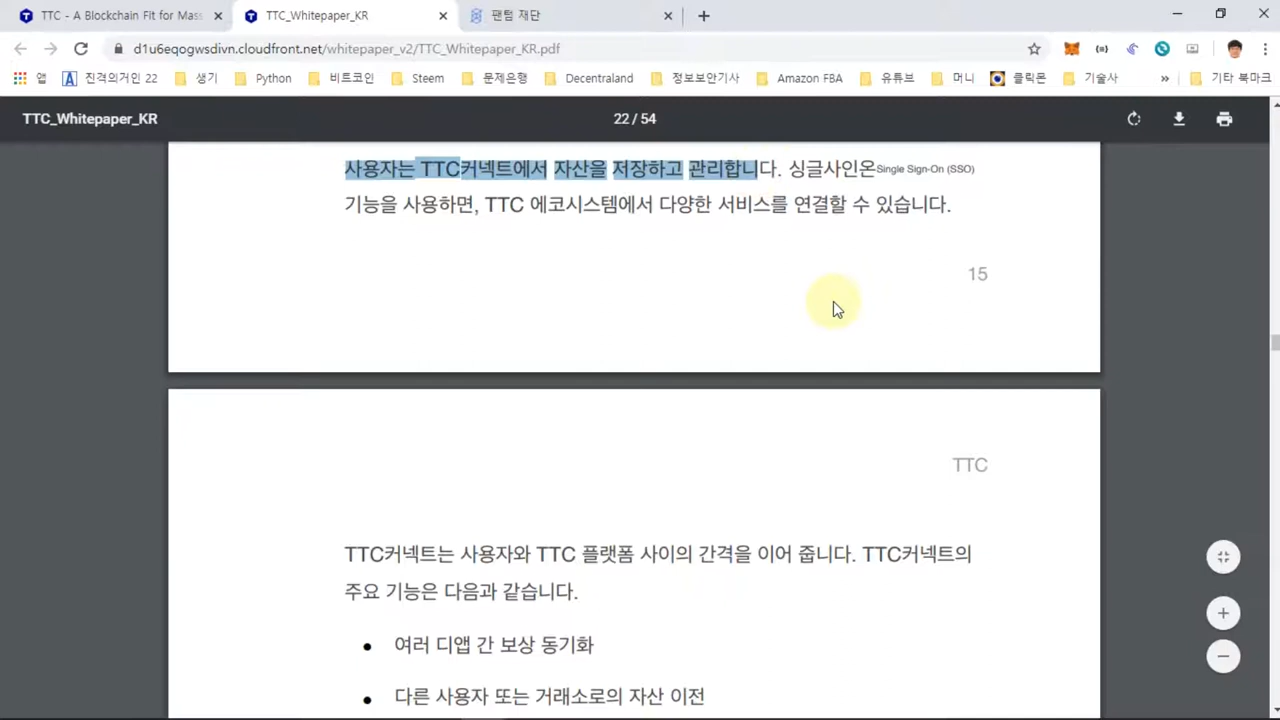 TTC - A Blockchain Fit for Mass
TTC_Whitepaper_KR
팬텀 재단
d1u6eqogwsdivn.cloudfront.net/whitepaper_v2/TTC_Whitepaper_KR.pdf
앱 진격의거인 22 생기 Python 비트코인 Steem 문제은행 Decentraland 정보보안기사 Amazon FBA 유튜브 머니 클릭몬 기술사 » 기타 북마크
TTC_Whitepaper_KR
22 / 54
사용자는 TTC커넥트에서 자산을 저장하고 관리합니다. 싱글사인온Single Sign-On (SSO)
기능을 사용하면, TTC 에코시스템에서 다양한 서비스를 연결할 수 있습니다.
15
TTC
TTC커넥트는 사용자와 TTC 플랫폼 사이의 간격을 이어 줍니다. TTC커넥트의
주요 기능은 다음과 같습니다.
● 여러 디앱 간 보상 동기화
● 다른 사용자 또는 거래소로의 자산 이전